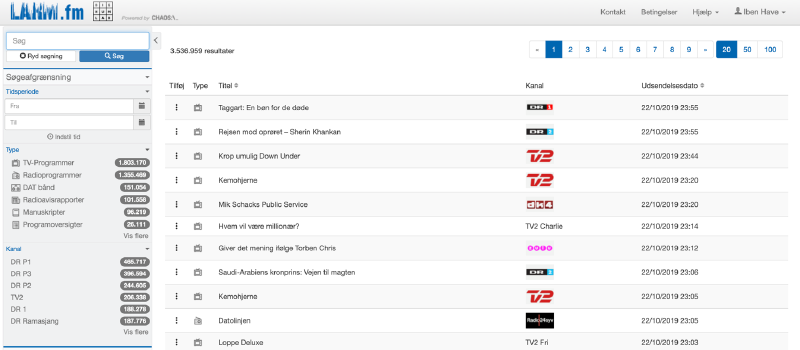 LARM.fm
Powered by CHAOS/\..
Kontakt Betingelser Hjælp Iben Have
Søg
Ryd søgning Søg
3.536.959 resultater
« 1 2 3 4 5 6 7 8 9 » 20 50 100
Søgeafgrænsning
Tidsperiode
Fra
Til
Indstil tid
Type
TV-Programmer 1.803.170
Radioprogrammer 1.355.469
DAT bånd 151.054
Radioavisrapporter 101.558
Manuskripter 96.219
Programoversigter 26.111
Vis flere
Kanal
DR P1 465.717
DR P3 396.594
DR P2 244.605
TV2 206.338
DR 1 188.278
DR Ramasjang 187.776
Vis flere
Tilføj Type Titel Kanal Udsendelsesdato
Taggart: En bøn for de døde DR 1 22/10/2019 23:55
Rejsen mod oprøret – Sherin Khankan DR 2 22/10/2019 23:55
Krop umulig Down Under TV2 22/10/2019 23:44
Kernohjerne TV2 22/10/2019 23:20
Mik Schacks Public Service dk4 22/10/2019 23:20
Hvem vil være millionær? TV2 Charlie 22/10/2019 23:14
Giver det mening ifølge Torben Chris 22/10/2019 23:12
Saudi-Arabiens kronprins: Vejen til magten DR 2 22/10/2019 23:06
Kernohjerne TV2 22/10/2019 23:05
Datolinjen Radio24syv 22/10/2019 23:05
Loppe Deluxe TV2 Fri 22/10/2019 23:03